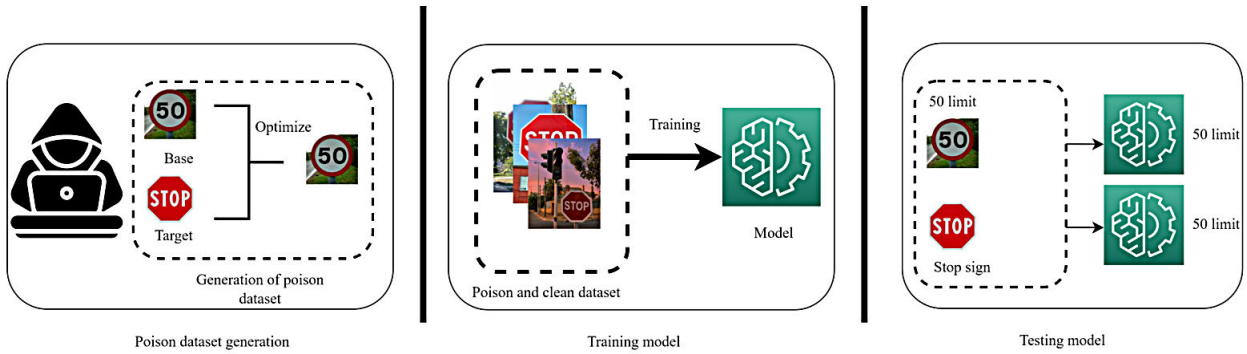 50
Base
Optimize
50
STOP
Target
Generation of poison
dataset
Poison dataset generation
STOP
STOP
Training
Model
Poison and clean dataset
Training model
50 limit
50
50 limit
STOP
50 limit
Stop sign
Testing model